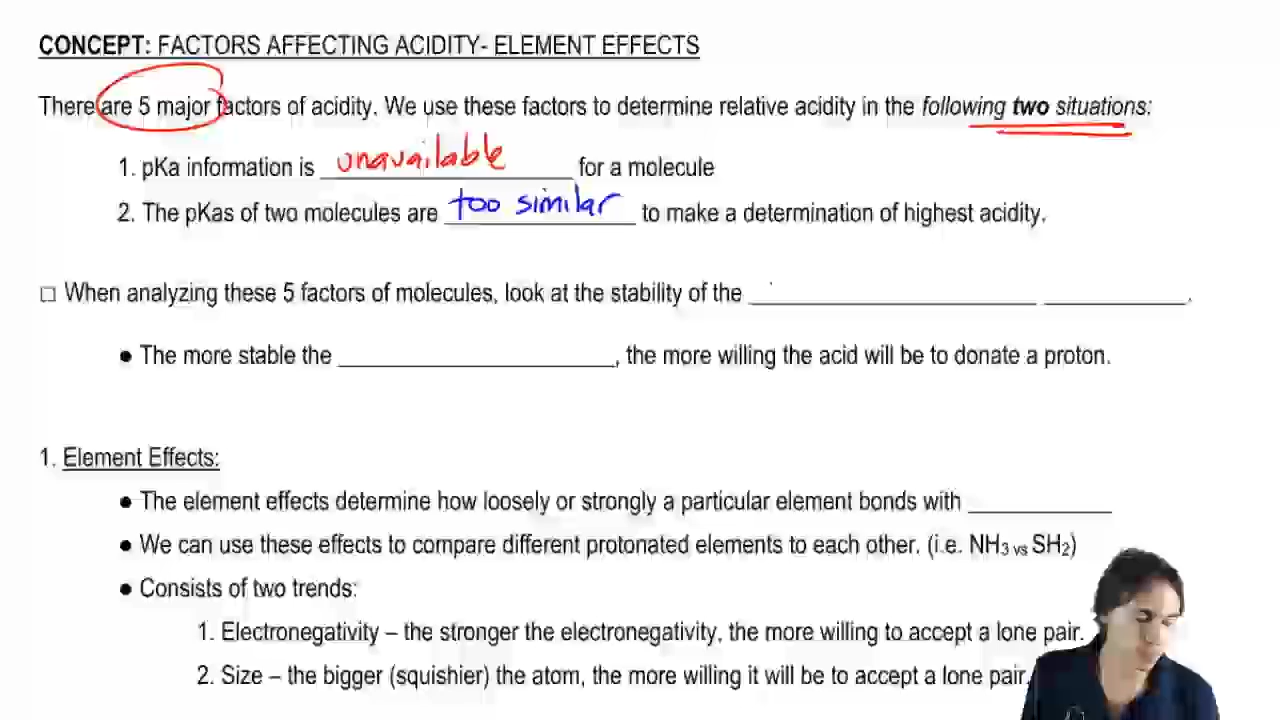 CONCEPT: FACTORS AFFECTING ACIDITY- ELEMENT EFFECTS
There are 5 major factors of acidity. We use these factors to determine relative acidity in the following two situations:
1. pKa information is unavailable for a molecule
2. The pKas of two molecules are too similar to make a determination of highest acidity.
□ When analyzing these 5 factors of molecules, look at the stability of the ____________ ______.
● The more stable the ____________, the more willing the acid will be to donate a proton.
1. Element Effects:
● The element effects determine how loosely or strongly a particular element bonds with ______
● We can use these effects to compare different protonated elements to each other. (i.e. NH3 vs SH2)
● Consists of two trends:
1. Electronegativity – the stronger the electronegativity, the more willing to accept a lone pair.
2. Size – the bigger (squishier) the atom, the more willing it will be to accept a lone pair.